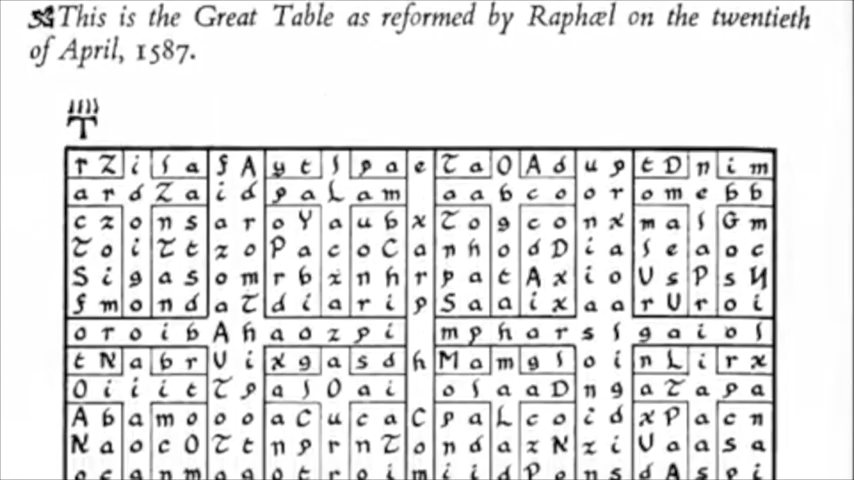 This is the Great Table as reformed by Raphæl on the twentieth
of April, 1587.
T
r Z i l a f A y t l p a e T a O A d u p t D n i m
a r d Z a i d p a L a m a a b c o o r o m e b b
c z o n s a r o Y a u b x T o g c o n x m a l G m
T o i T t z o P a c o C a n h o d D i a l e a o c
S i g a s o m r b z n h r p a t A x i o U s P s N
f m o n d a T d i a r i p S a a i x a a r U r o i
o r o i b A h a o z p i m p h a r s l g a i o l
t N a b r U i x g a s d h M a m g l o i n L i r x
O i i i t T p a l O a i o l a a D n g a T a p a
A b a m o o o a C u c a C p a L c o i d x P a c n
N a o c O T t n p r n T o n d a z N z i U a a s a
o c a n m a g o t r o i m i i d P o n s d A s p i